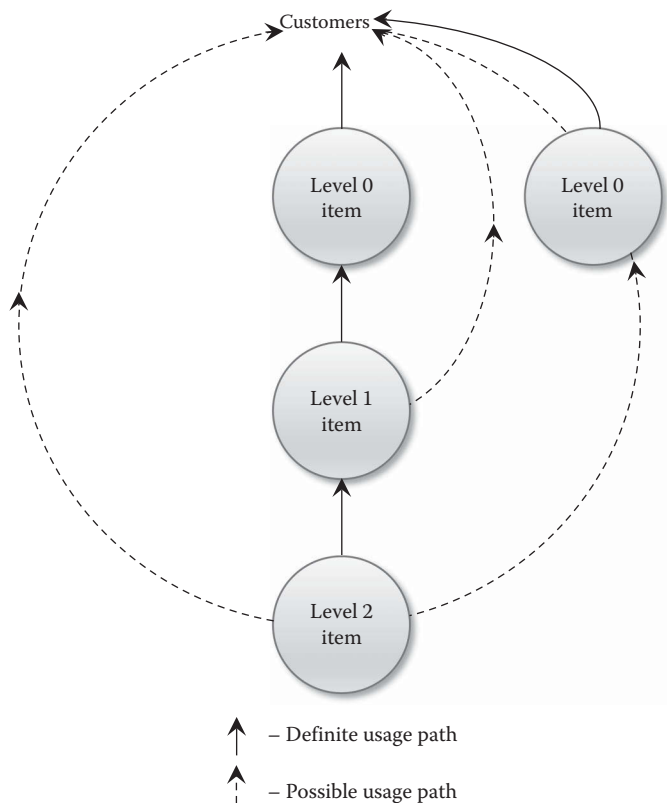 Customers
Level 0
item
Level 0
item
Level 1
item
Level 2
item
– Definite usage path
– Possible usage path